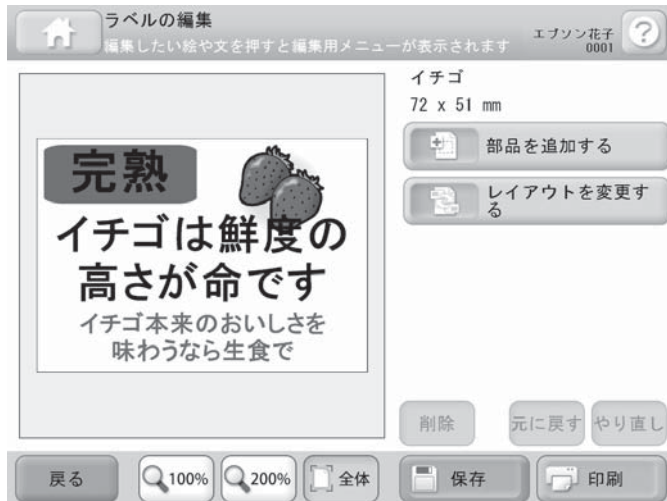 ラベルの編集
編集したい絵や文を押すと編集用メニューが表示されます
エプソン花子
0001
?
イチゴ
72 x 51 mm
部品を追加する
レイアウトを変更す
る
完熟
イチゴは鮮度の
高さが命です
イチゴ本来のおいしさを
味わうなら生食で
削除
元に戻す
やり直し
戻る
100%
200%
全体
保存
印刷